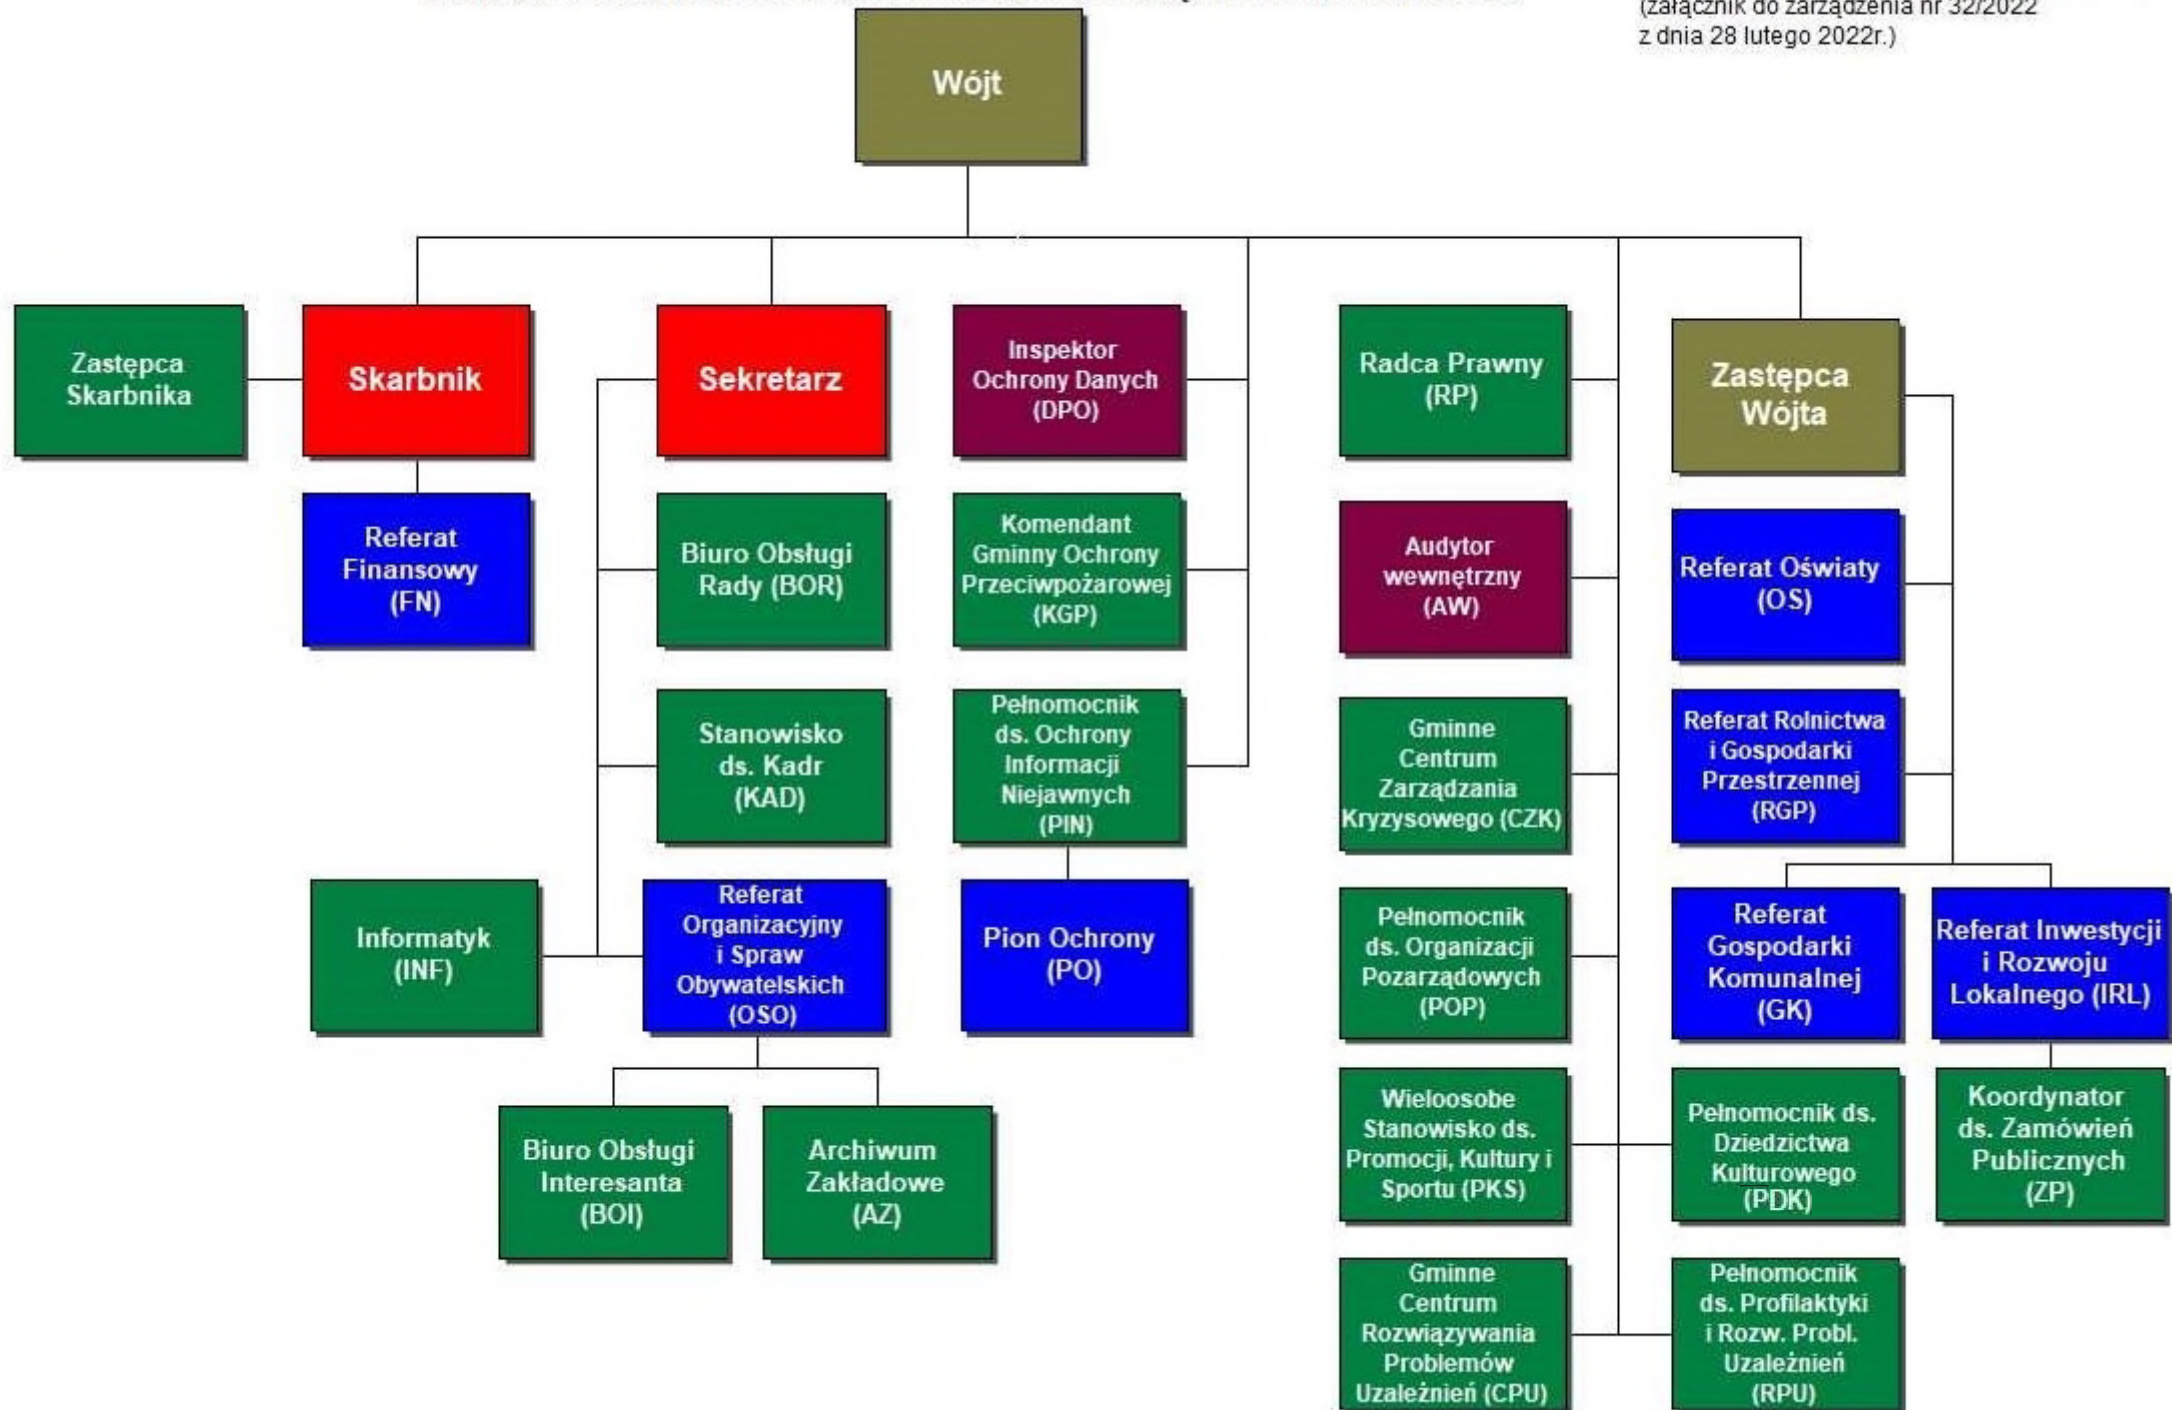 (załącznik do zarządzenia nr 32/2022
z dnia 28 lutego 2022r.)
Wójt
Zastępca
Skarbnika
Skarbnik
Sekretarz
Inspektor
Ochrony Danych
(DPO)
Radca Prawny
(RP)
Zastępca
Wójta
Referat
Finansowy
(FN)
Biuro Obsługi
Rady (BOR)
Komendant
Gminny Ochrony
Przeciwpożarowej
(KGP)
Audytor
wewnętrzny
(AW)
Referat Oświaty
(OS)
Stanowisko
ds. Kadr
(KAD)
Pełnomocnik
ds. Ochrony
Informacji
Niejawnych
(PIN)
Gminne
Centrum
Zarządzania
Kryzysowego (CZK)
Referat Rolnictwa
i Gospodarki
Przestrzennej
(RGP)
Informatyk
(INF)
Referat
Organizacyjny
i Spraw
Obywatelskich
(OSO)
Pion Ochrony
(PO)
Pełnomocnik
ds. Organizacji
Pozarządowych
(POP)
Referat
Gospodarki
Komunalnej
(GK)
Referat Inwestycji
i Rozwoju
Lokalnego (IRL)
Biuro Obsługi
Interesanta
(BOI)
Archiwum
Zakładowe
(AZ)
Wieloosobe
Stanowisko ds.
Promocji, Kultury i
Sportu (PKS)
Pełnomocnik ds.
Dziedzictwa
Kulturowego
(PDK)
Koordynator
ds. Zamówień
Publicznych
(ZP)
Gminne
Centrum
Rozwiązywania
Problemów
Uzależnień (CPU)
Pełnomocnik
ds. Profilaktyki
i Rozw. Probl.
Uzależnień
(RPU)